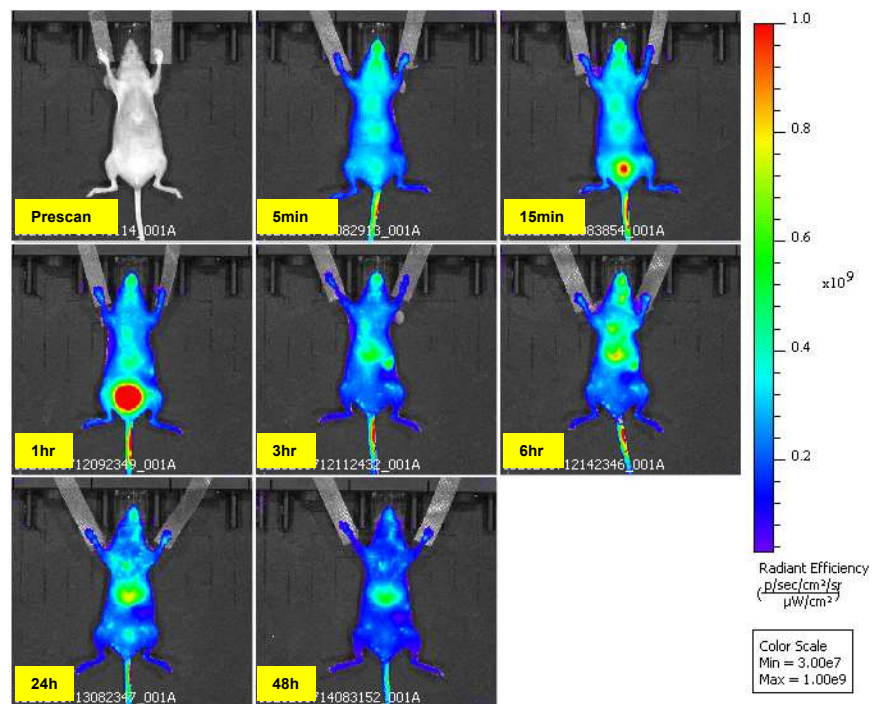 Prescan
5min
15min
1hr
3hr
6hr
24h
48h
1.0
0.8
0.6
x10⁹
0.4
0.2
Radiant Efficiency
(p/sec/cm²/sr
µW/cm²)
Color Scale
Min = 3.00e7
Max = 1.00e9